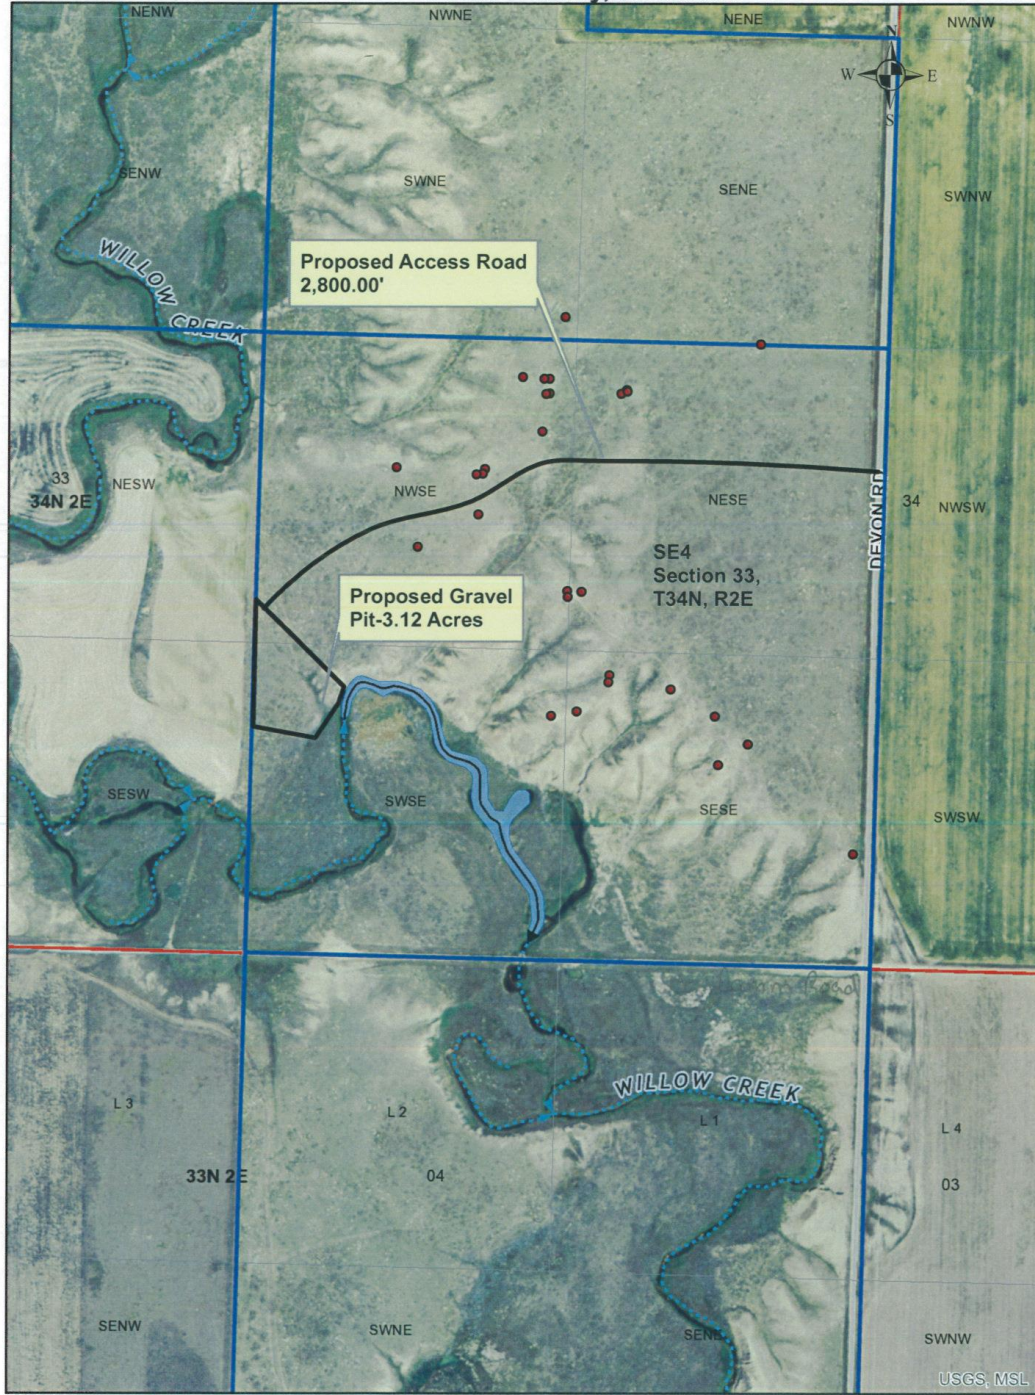 NENW
NWNE
NENE
NWNW
N
W
E
S
SENW
SWNE
SENE
SWNW
WILLOW CREEK
Proposed Access Road
2,800.00'
33
34N 2E
NESW
NWSE
NESE
DEVON RD
34
NWSW
SE4
Section 33,
T34N, R2E
Proposed Gravel
Pit-3.12 Acres
SESW
SWSE
SESE
SWSW
WILLOW CREEK
L 3
L 2
L 1
L 4
33N 2E
04
03
SENW
SWNE
SENE
SWNW
USGS, MSL